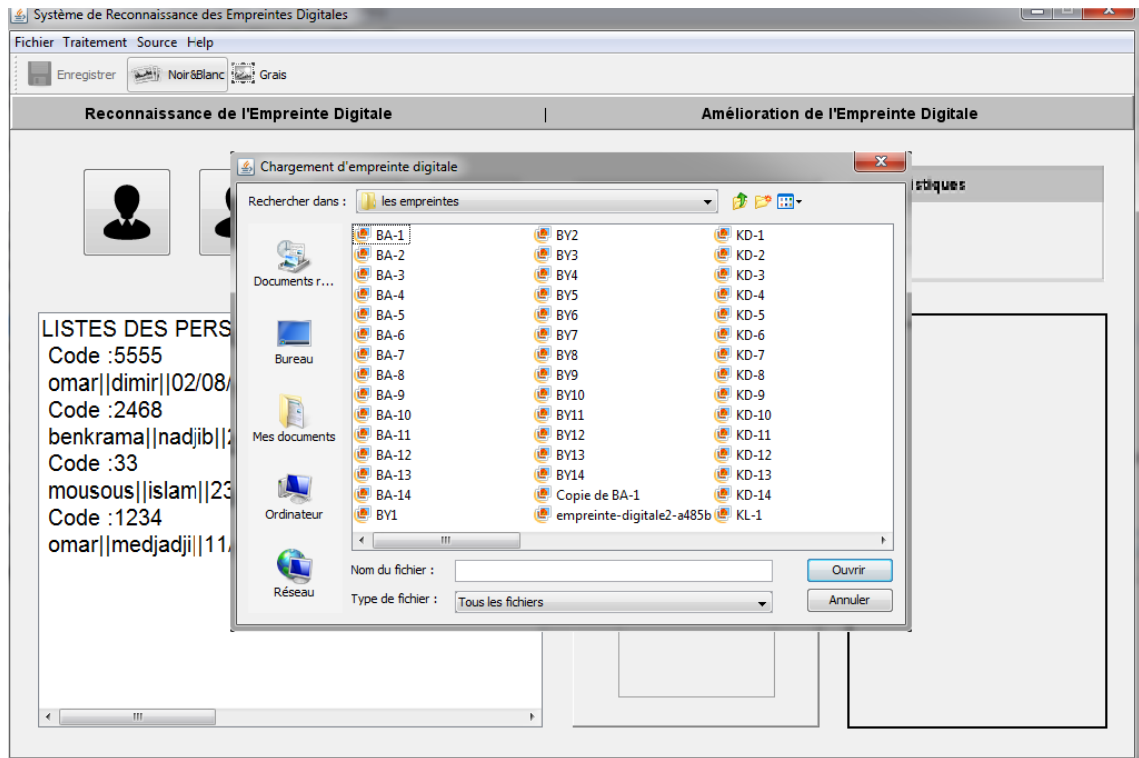 Système de Reconnaissance des Empreintes Digitales
Fichier Traitement Source Help
Enregistrer Noir&Blanc Grais
Reconnaissance de l'Empreinte Digitale | Amélioration de l'Empreinte Digitale
Chargement d'empreinte digitale
istiques
Rechercher dans : les empreintes
BA-1 BY2 KD-1
BA-2 BY3 KD-2
BA-3 BY4 KD-3
BA-4 BY5 KD-4
BA-5 BY6 KD-5
BA-6 BY7 KD-6
BA-7 BY8 KD-7
BA-8 BY9 KD-8
BA-9 BY10 KD-9
BA-10 BY11 KD-10
BA-11 BY12 KD-11
BA-12 BY13 KD-12
BA-13 BY14 KD-13
BA-14 Copie de BA-1 KD-14
BY1 empreinte-digitale2-a485b KL-1
Documents r...
Bureau
Mes documents
Ordinateur
Réseau
Nom du fichier : Ouvrir
Type de fichier : Tous les fichiers Annuler
LISTES DES PERS
Code :5555
omar||dimir||02/08/
Code :2468
benkrama||nadjib||2
Code :33
mousous||islam||23
Code :1234
omar||medjadji||11/